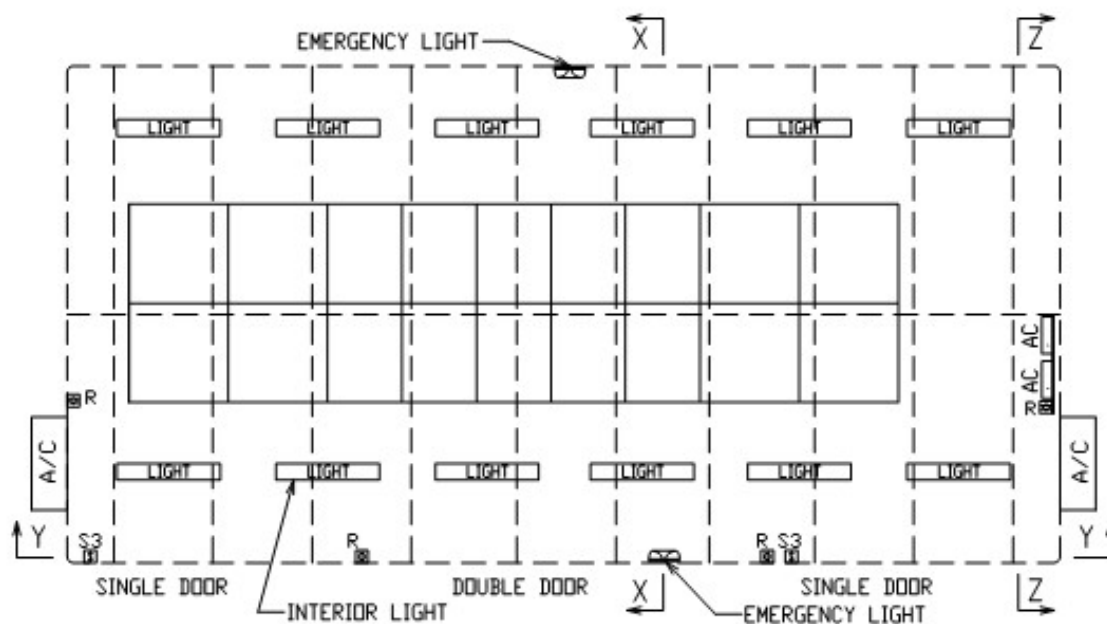 X
Z
EMERGENCY LIGHT
LIGHT
LIGHT
LIGHT
LIGHT
LIGHT
LIGHT
AC
AC
R
R
A/C
A/C
LIGHT
LIGHT
LIGHT
LIGHT
LIGHT
LIGHT
Y
S3
R
R S3
Y
SINGLE DOOR
DOUBLE DOOR
SINGLE DOOR
X
Z
INTERIOR LIGHT
EMERGENCY LIGHT